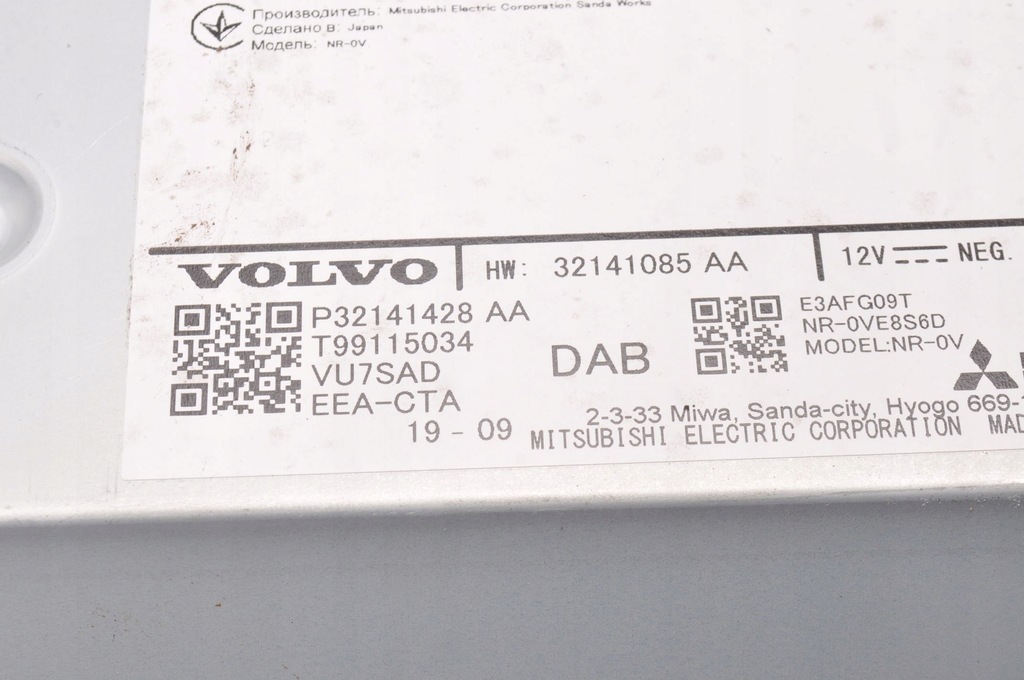 Производитель: Mitsubishi Electric Corporation Sanda Works
Сделано в: Japan
Модель: NR-0V
VOLVO
HW: 32141085 AA
12V NEG.
P32141428 AA
T99115034
VU7SAD
EEA-CTA
19 - 09
DAB
E3AFG09T
NR-0VE8S6D
MODEL:NR-0V
2-3-33 Miwa, Sanda-city, Hyogo 669-
MITSUBISHI ELECTRIC CORPORATION MAD